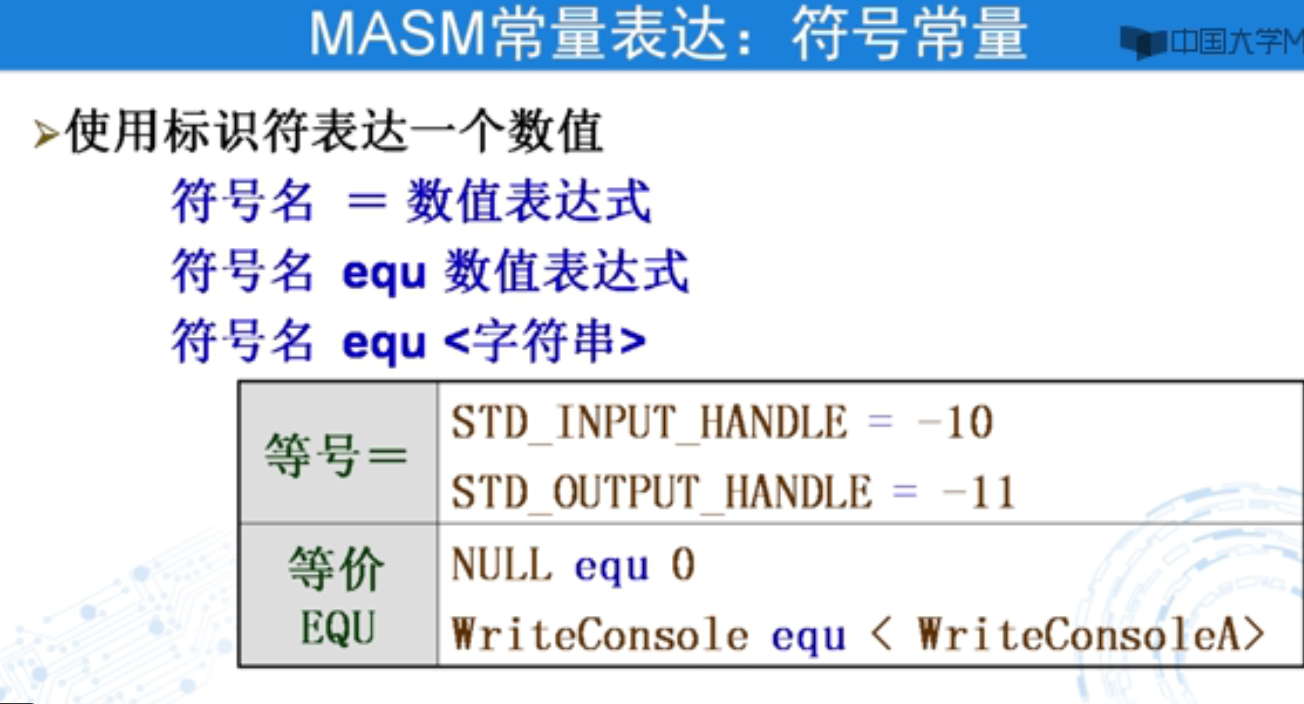 MASM常量表达：符号常量
中国大学M
➢使用标识符表达一个数值
符号名 ＝ 数值表达式
符号名 equ 数值表达式
符号名 equ <字符串>
等号＝
STD_INPUT_HANDLE = -10
STD_OUTPUT_HANDLE = -11
等价
EQU
NULL equ 0
WriteConsole equ < WriteConsoleA>